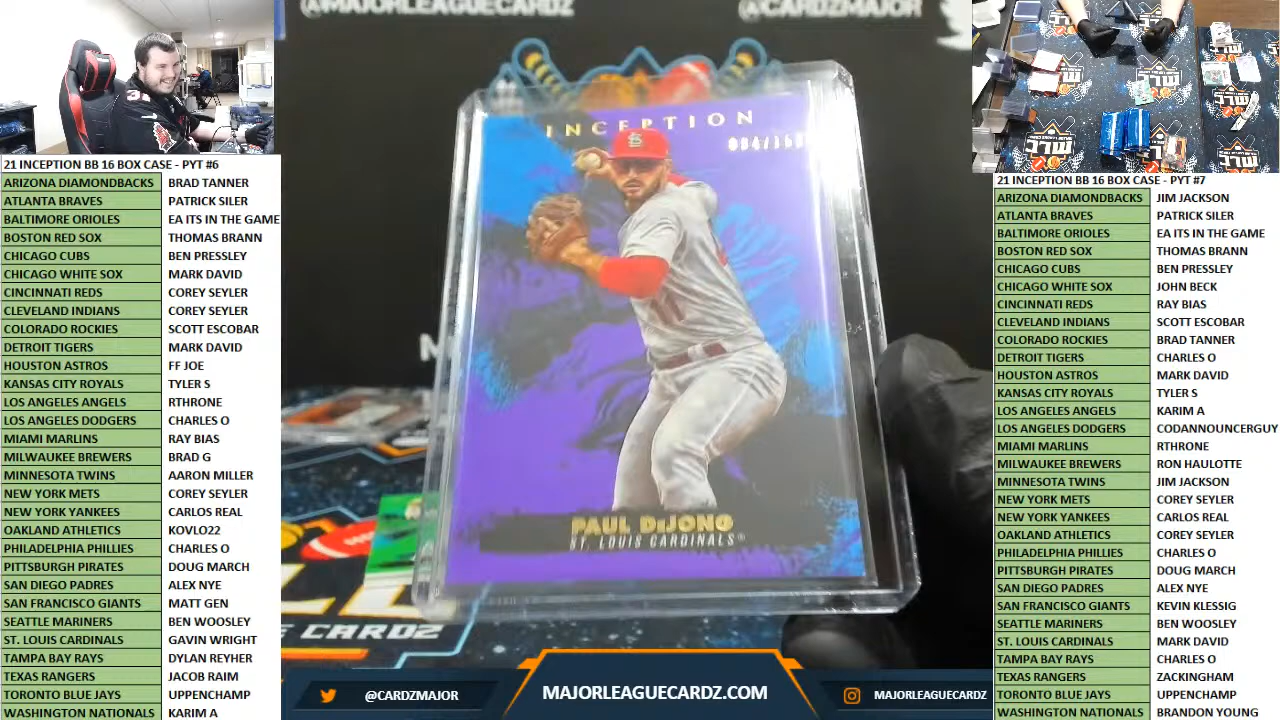 @MAJORLEAGUECARDZ
@CARDZMAJOR
21 INCEPTION BB 16 BOX CASE - PYT #6
ARIZONA DIAMONDBACKS BRAD TANNER
ATLANTA BRAVES PATRICK SILER
BALTIMORE ORIOLES EA ITS IN THE GAME
BOSTON RED SOX THOMAS BRANN
CHICAGO CUBS BEN PRESSLEY
CHICAGO WHITE SOX MARK DAVID
CINCINNATI REDS COREY SEYLER
CLEVELAND INDIANS COREY SEYLER
COLORADO ROCKIES SCOTT ESCOBAR
DETROIT TIGERS MARK DAVID
HOUSTON ASTROS FF JOE
KANSAS CITY ROYALS TYLER S
LOS ANGELES ANGELS RTHRONE
LOS ANGELES DODGERS CHARLES O
MIAMI MARLINS RAY BIAS
MILWAUKEE BREWERS BRAD G
MINNESOTA TWINS AARON MILLER
NEW YORK METS COREY SEYLER
NEW YORK YANKEES CARLOS REAL
OAKLAND ATHLETICS KOVLO22
PHILADELPHIA PHILLIES CHARLES O
PITTSBURGH PIRATES DOUG MARCH
SAN DIEGO PADRES ALEX NYE
SAN FRANCISCO GIANTS MATT GEN
SEATTLE MARINERS BEN WOOSLEY
ST. LOUIS CARDINALS GAVIN WRIGHT
TAMPA BAY RAYS DYLAN REYHER
TEXAS RANGERS JACOB RAIM
TORONTO BLUE JAYS UPPENCHAMP
WASHINGTON NATIONALS KARIM A
INCEPTION
PAUL DeJONG
ST. LOUIS CARDINALS®
CARDZ
@CARDZMAJOR
MAJORLEAGUECARDZ.COM
MAJORLEAGUECARDZ
21 INCEPTION BB 16 BOX CASE - PYT #7
ARIZONA DIAMONDBACKS JIM JACKSON
ATLANTA BRAVES PATRICK SILER
BALTIMORE ORIOLES EA ITS IN THE GAME
BOSTON RED SOX THOMAS BRANN
CHICAGO CUBS BEN PRESSLEY
CHICAGO WHITE SOX JOHN BECK
CINCINNATI REDS RAY BIAS
CLEVELAND INDIANS SCOTT ESCOBAR
COLORADO ROCKIES BRAD TANNER
DETROIT TIGERS CHARLES O
HOUSTON ASTROS MARK DAVID
KANSAS CITY ROYALS TYLER S
LOS ANGELES ANGELS KARIM A
LOS ANGELES DODGERS CODANNOUNCERGUY
MIAMI MARLINS RTHRONE
MILWAUKEE BREWERS RON HAULOTTE
MINNESOTA TWINS JIM JACKSON
NEW YORK METS COREY SEYLER
NEW YORK YANKEES CARLOS REAL
OAKLAND ATHLETICS COREY SEYLER
PHILADELPHIA PHILLIES CHARLES O
PITTSBURGH PIRATES DOUG MARCH
SAN DIEGO PADRES ALEX NYE
SAN FRANCISCO GIANTS KEVIN KLESSIG
SEATTLE MARINERS BEN WOOSLEY
ST. LOUIS CARDINALS MARK DAVID
TAMPA BAY RAYS CHARLES O
TEXAS RANGERS ZACKINGHAM
TORONTO BLUE JAYS UPPENCHAMP
WASHINGTON NATIONALS BRANDON YOUNG